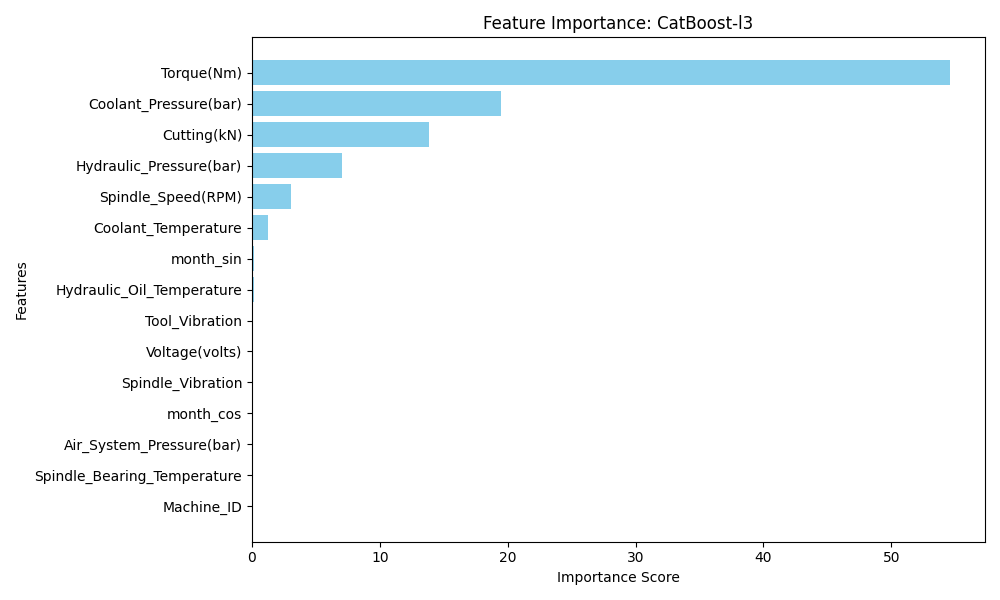 Feature Importance: CatBoost-l3
Torque(Nm)
Coolant_Pressure(bar)
Cutting(kN)
Hydraulic_Pressure(bar)
Spindle_Speed(RPM)
Coolant_Temperature
month_sin
Hydraulic_Oil_Temperature
Tool_Vibration
Voltage(volts)
Spindle_Vibration
month_cos
Air_System_Pressure(bar)
Spindle_Bearing_Temperature
Machine_ID
Features
0 10 20 30 40 50
Importance Score